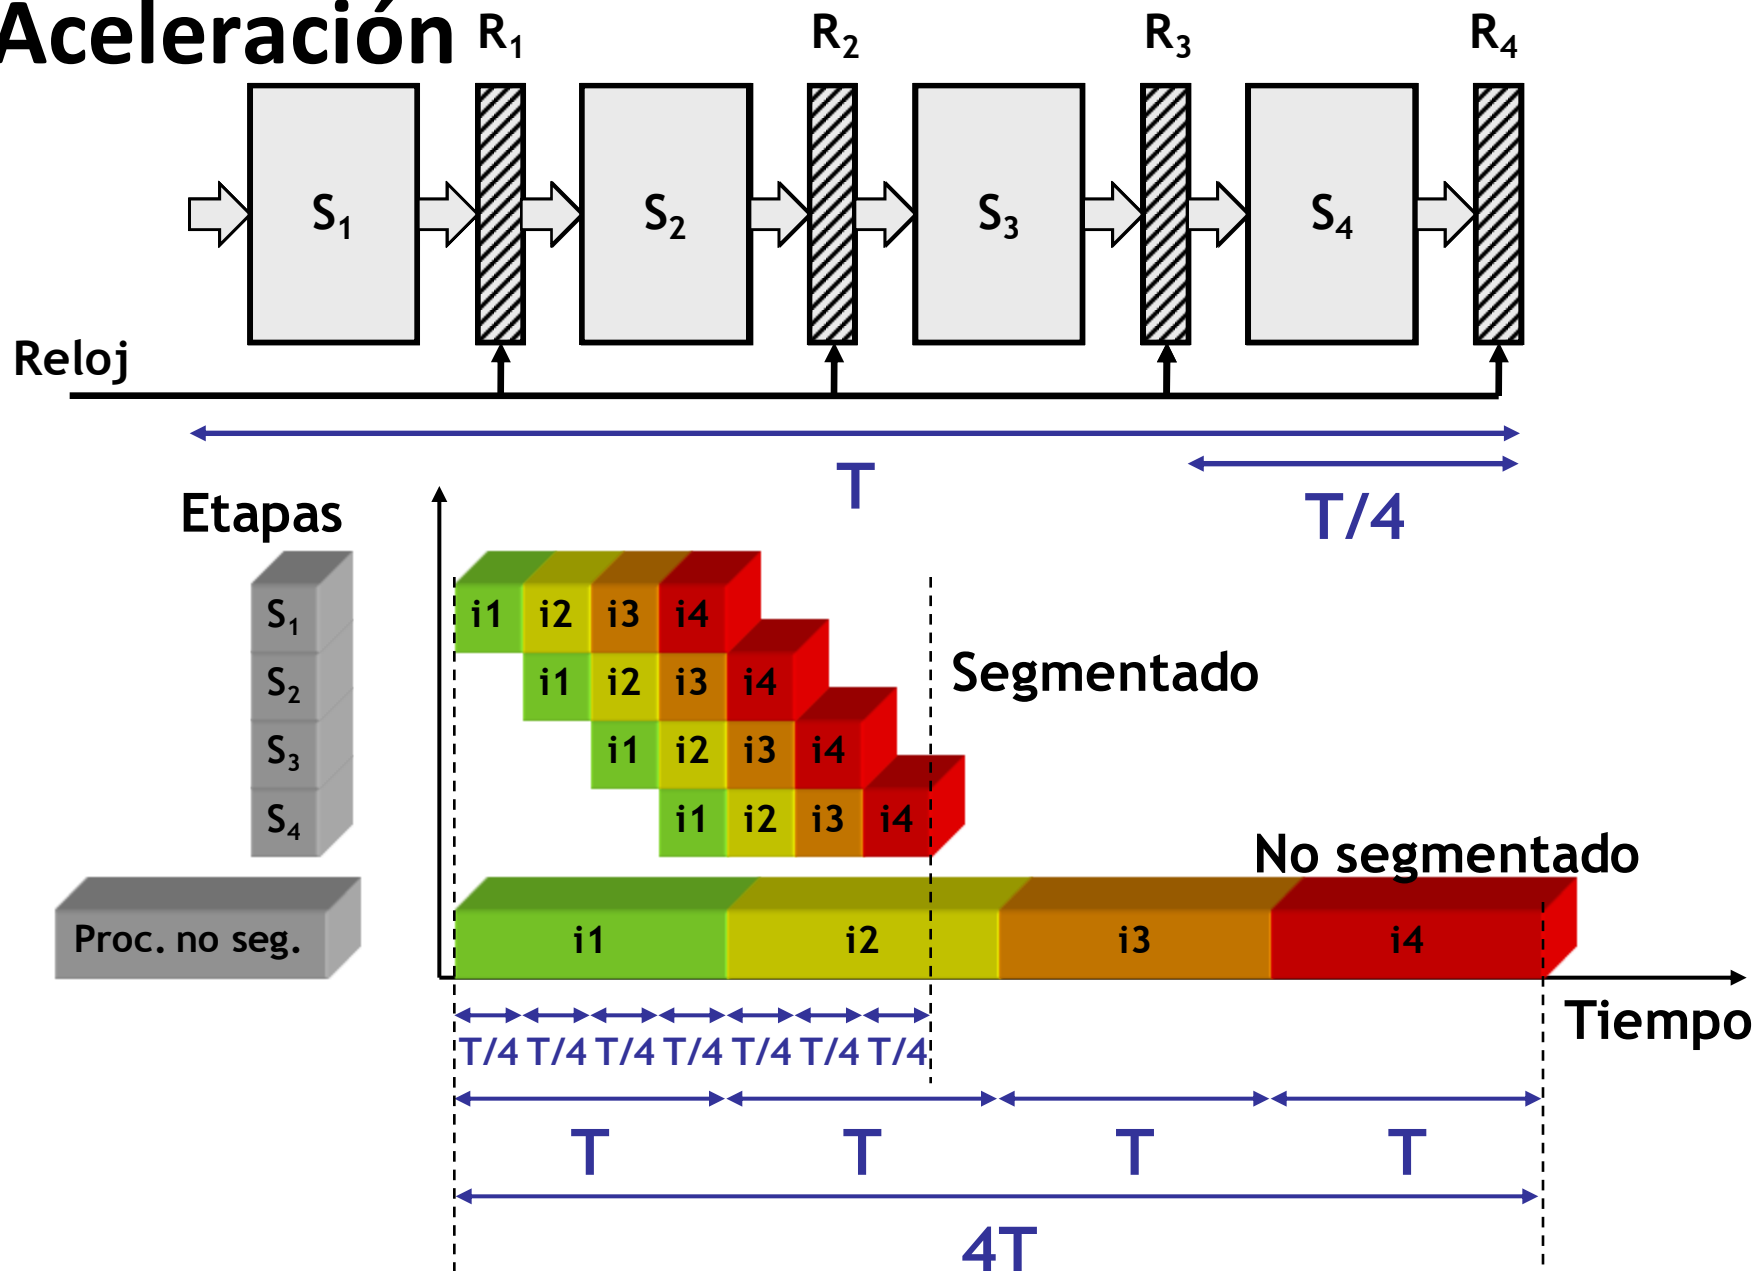 Aceleración
R1 R2 R3 R4
S1 S2 S3 S4
Reloj
T
T/4
Etapas
S1 i1 i2 i3 i4
S2 i1 i2 i3 i4
Segmentado
S3 i1 i2 i3 i4
S4 i1 i2 i3 i4
No segmentado
Proc. no seg. i1 i2 i3 i4
Tiempo
T/4 T/4 T/4 T/4 T/4 T/4 T/4
T T T T
4T